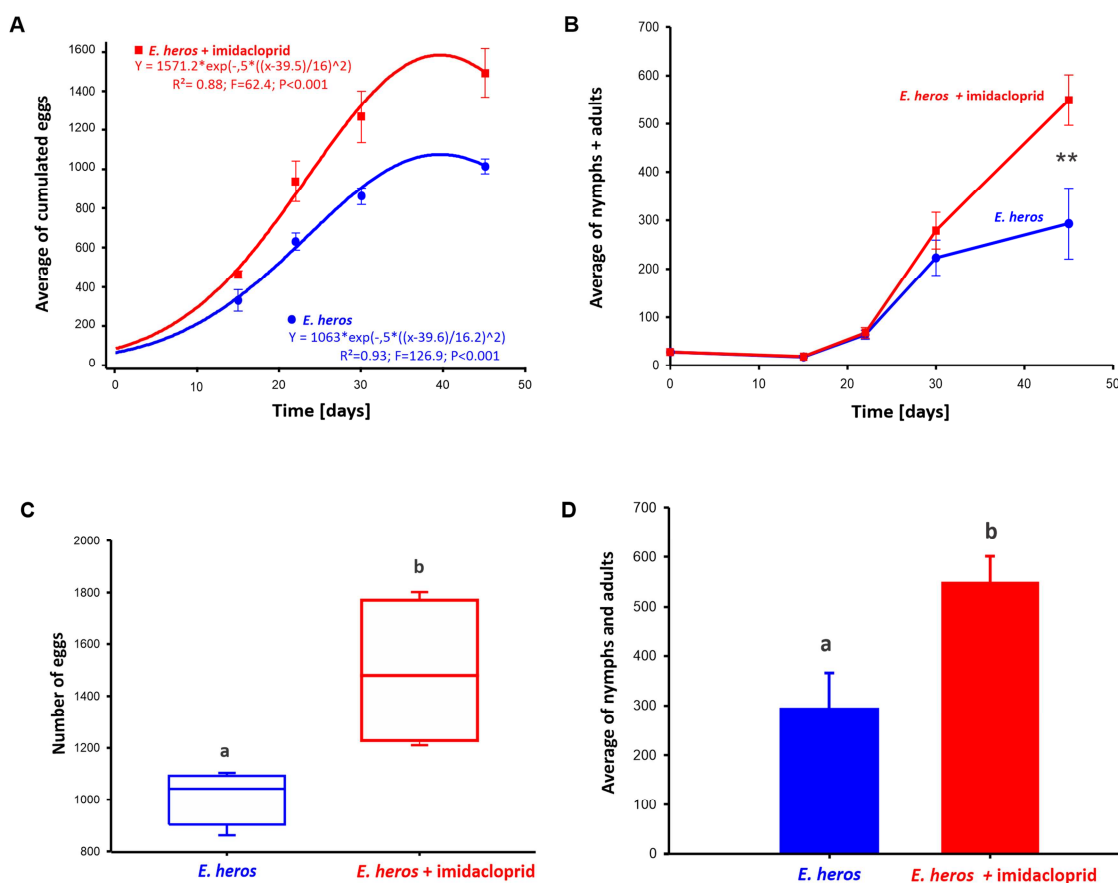 A
E. heros + imidacloprid
Y = 1571.2*exp(-,5*((x-39.5)/16)^2)
R²= 0.88; F=62.4; P<0.001
1600
1400
1200
1000
800
600
400
200
0
Average of cumulated eggs
E. heros
Y = 1063*exp(-,5*((x-39.6)/16.2)^2)
R²=0.93; F=126.9; P<0.001
0 10 20 30 40 50
Time [days]
B
700
600
500
400
300
200
100
0
Average of nymphs + adults
E. heros + imidacloprid
**
E. heros
0 10 20 30 40 50
Time [days]
C
2000
1800
1600
1400
1200
1000
800
Number of eggs
a
b
E. heros
E. heros + imidacloprid
D
700
600
500
400
300
200
100
0
Average of nymphs and adults
a
b
E. heros
E. heros + imidacloprid